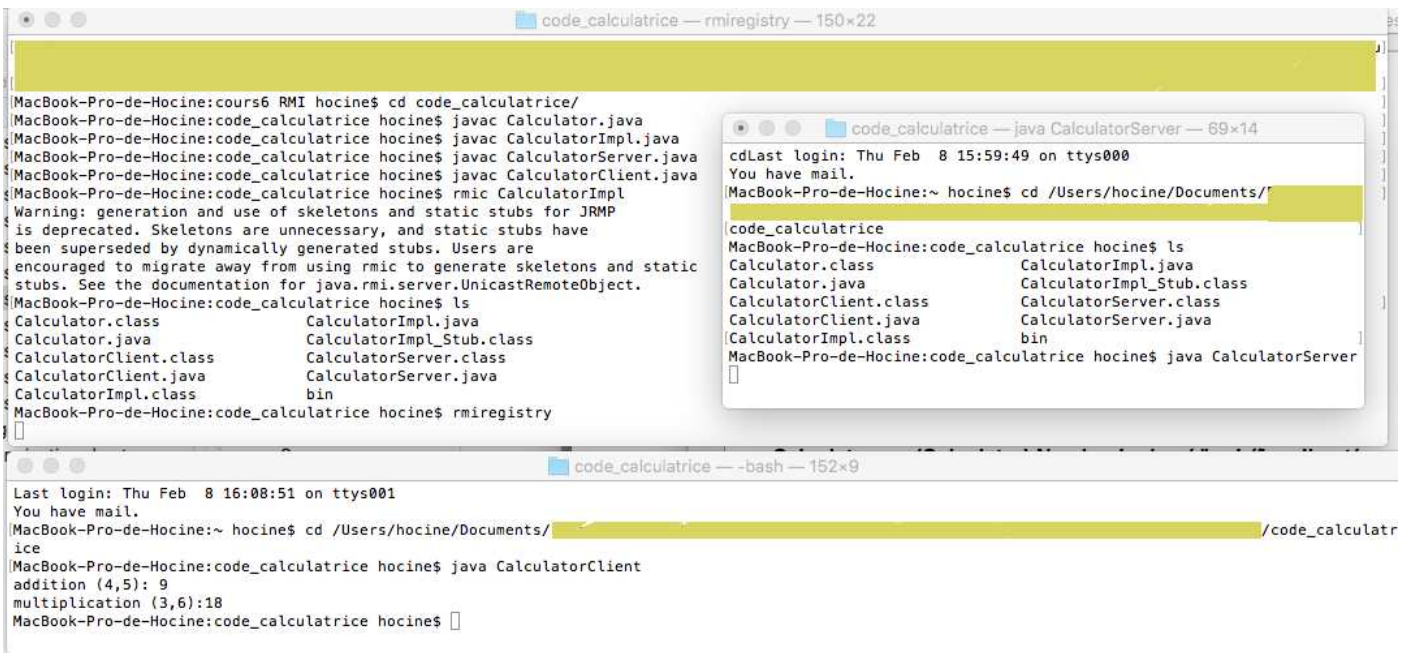 code_calculatrice — rmiregistry — 150×22
MacBook-Pro-de-Hocine:cours6 RMI hocine$ cd code_calculatrice/
MacBook-Pro-de-Hocine:code_calculatrice hocine$ javac Calculator.java
MacBook-Pro-de-Hocine:code_calculatrice hocine$ javac CalculatorImpl.java
MacBook-Pro-de-Hocine:code_calculatrice hocine$ javac CalculatorServer.java
MacBook-Pro-de-Hocine:code_calculatrice hocine$ javac CalculatorClient.java
MacBook-Pro-de-Hocine:code_calculatrice hocine$ rmic CalculatorImpl
Warning: generation and use of skeletons and static stubs for JRMP
is deprecated. Skeletons are unnecessary, and static stubs have
been superseded by dynamically generated stubs. Users are
encouraged to migrate away from using rmic to generate skeletons and static
stubs. See the documentation for java.rmi.server.UnicastRemoteObject.
MacBook-Pro-de-Hocine:code_calculatrice hocine$ ls
Calculator.class CalculatorImpl.java
Calculator.java CalculatorImpl_Stub.class
CalculatorClient.class CalculatorServer.class
CalculatorClient.java CalculatorServer.java
CalculatorImpl.class bin
MacBook-Pro-de-Hocine:code_calculatrice hocine$ rmiregistry
code_calculatrice — java CalculatorServer — 69×14
cdLast login: Thu Feb 8 15:59:49 on ttys000
You have mail.
MacBook-Pro-de-Hocine:~ hocine$ cd /Users/hocine/Documents/
code_calculatrice
MacBook-Pro-de-Hocine:code_calculatrice hocine$ ls
Calculator.class CalculatorImpl.java
Calculator.java CalculatorImpl_Stub.class
CalculatorClient.class CalculatorServer.class
CalculatorClient.java CalculatorServer.java
CalculatorImpl.class bin
MacBook-Pro-de-Hocine:code_calculatrice hocine$ java CalculatorServer
code_calculatrice — -bash — 152×9
Last login: Thu Feb 8 16:08:51 on ttys001
You have mail.
MacBook-Pro-de-Hocine:~ hocine$ cd /Users/hocine/Documents/ /code_calculatr
ice
MacBook-Pro-de-Hocine:code_calculatrice hocine$ java CalculatorClient
addition (4,5): 9
multiplication (3,6):18
MacBook-Pro-de-Hocine:code_calculatrice hocine$